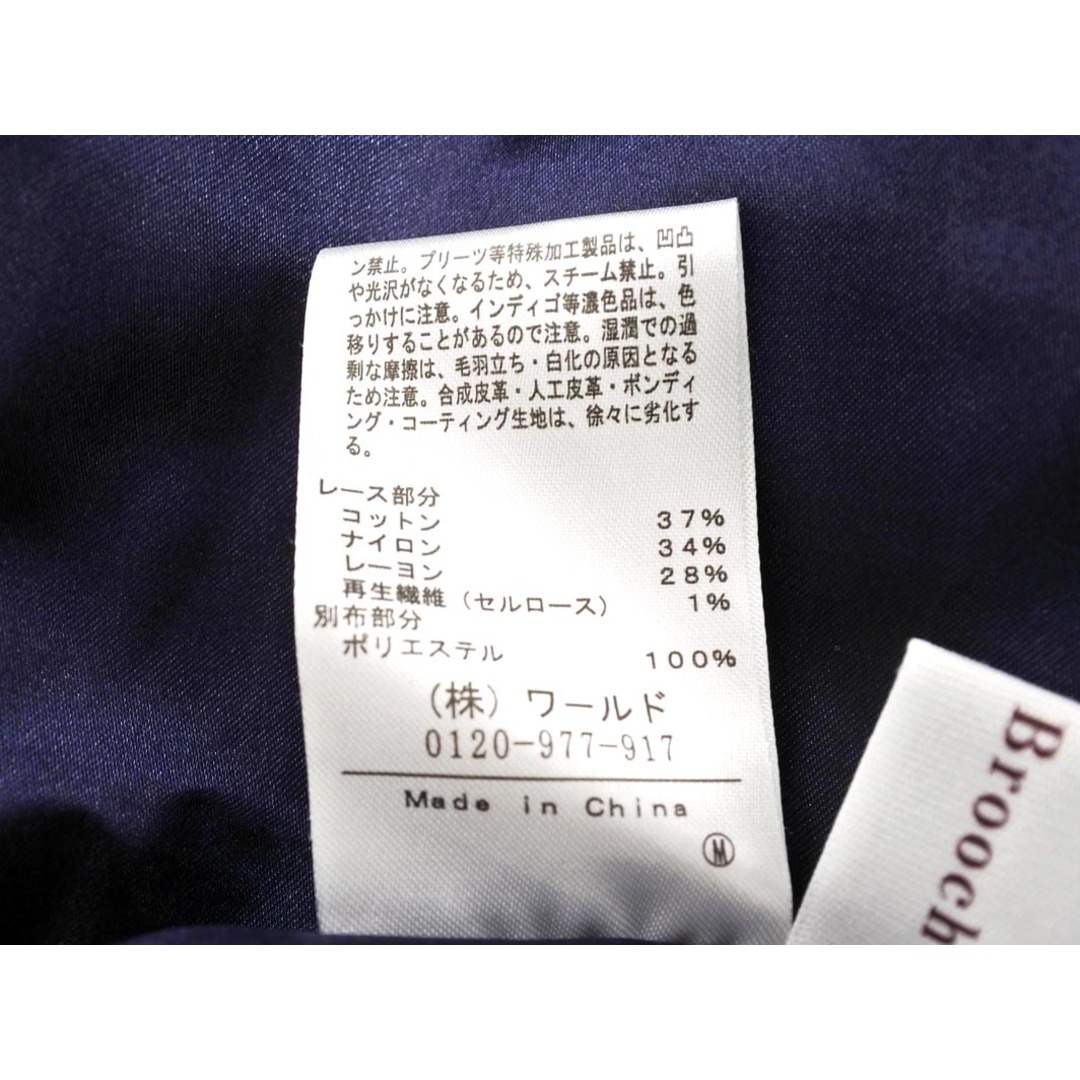 ン禁止。プリーツ等特殊加工製品は、凹凸
や光沢がなくなるため、スチーム禁止。引
っかけに注意。インディゴ等濃色品は、色
移りすることがあるので注意。湿潤での過
剰な摩擦は、毛羽立ち・白化の原因となる
ため注意。合成皮革・人工皮革・ボンディ
ング・コーティング生地は、徐々に劣化す
る。
レース部分
コットン 37%
ナイロン 34%
レーヨン 28%
再生繊維(セルロース) 1%
別布部分
ポリエステル 100%
(株)ワールド
0120-977-917
Made in China
M
Brooch